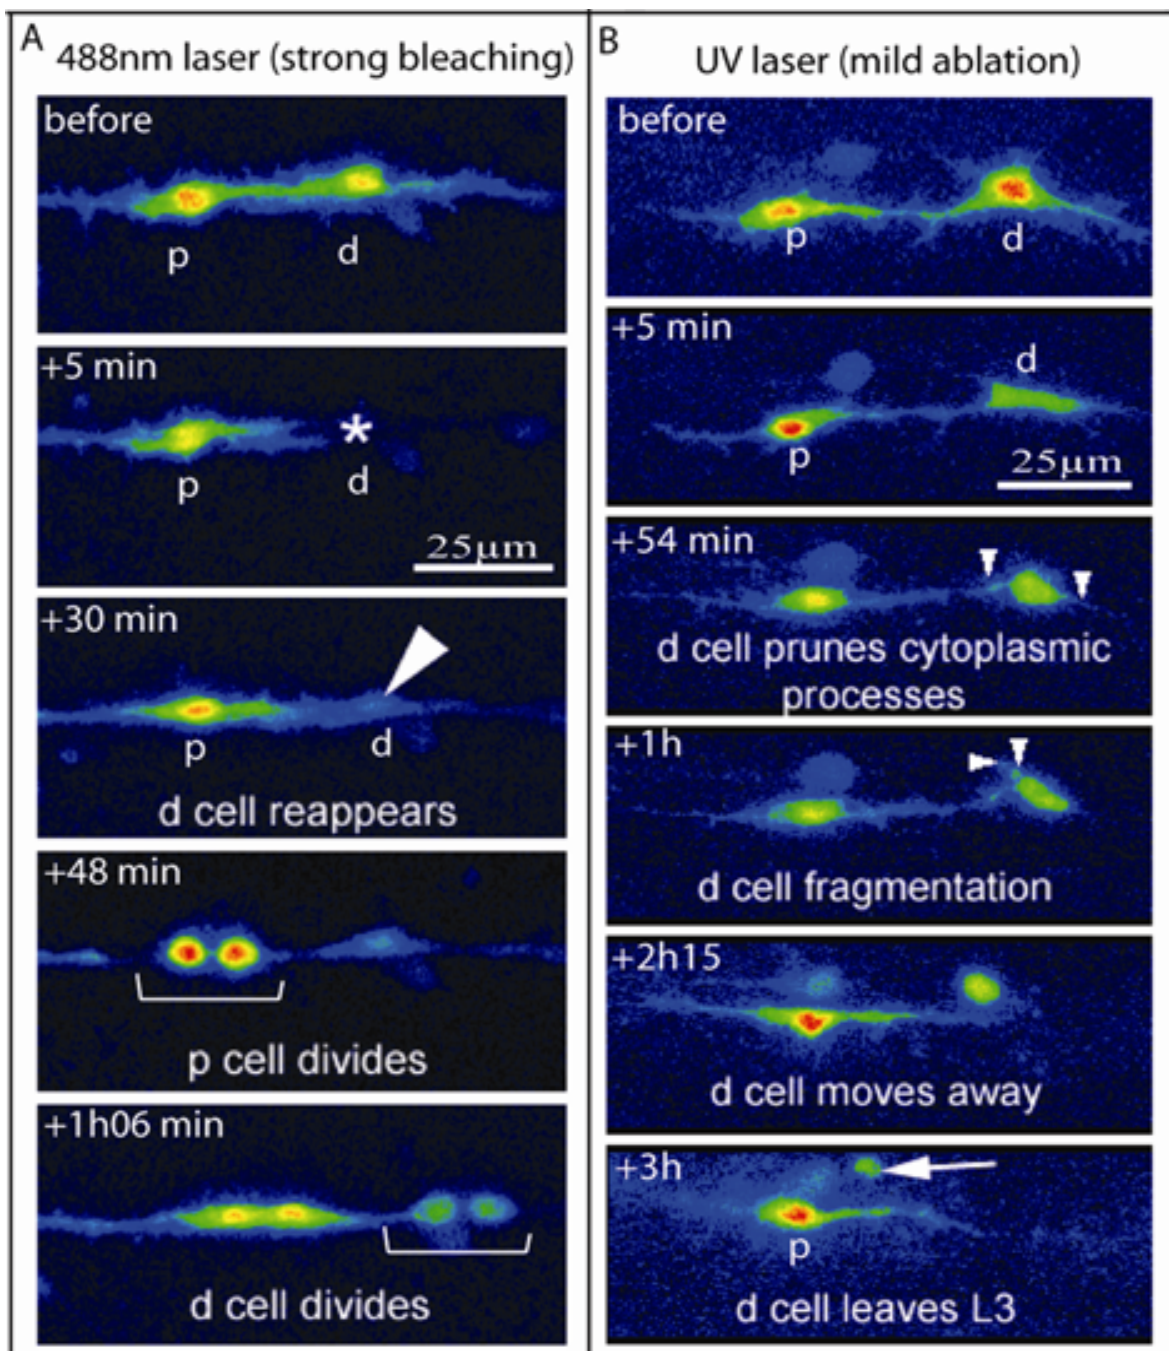 A
488nm laser (strong bleaching)
before
p
d
+5 min
*
p
d
25µm
+30 min
p
d
d cell reappears
+48 min
p cell divides
+1h06 min
d cell divides
B
UV laser (mild ablation)
before
p
d
+5 min
d
p
25µm
+54 min
d cell prunes cytoplasmic
processes
+1h
d cell fragmentation
+2h15
d cell moves away
+3h
p
d cell leaves L3